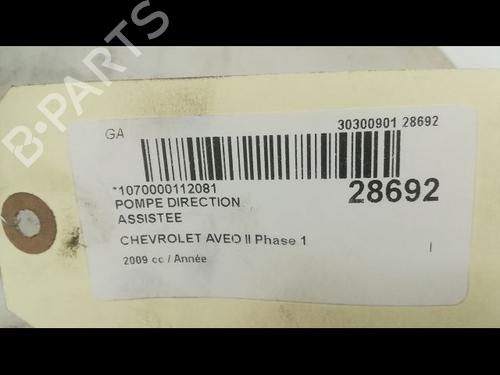 B-PARTS
GA
30300901 28692
*1070000112081
28692
POMPE DIRECTION
ASSISTEE
CHEVROLET AVEO II Phase 1
I
2009 cc / Année